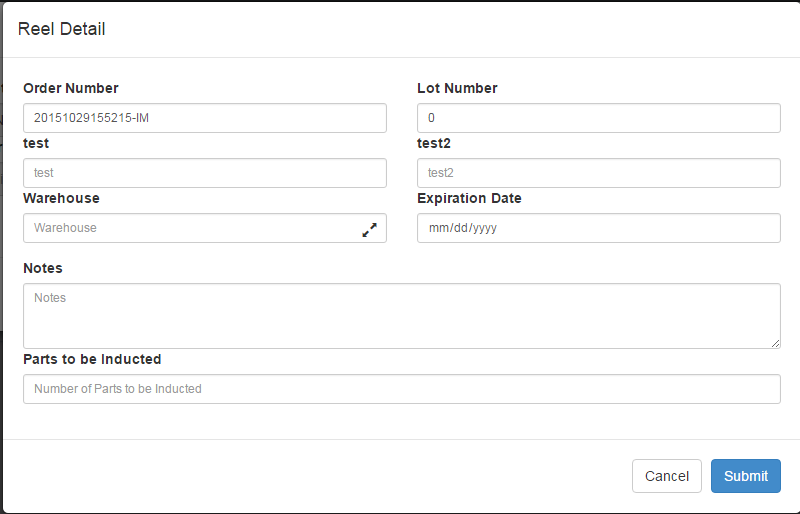 Reel Detail
Order Number
Lot Number
20151029155215-IM
0
test
test2
test
test2
Warehouse
Expiration Date
Warehouse
mm/dd/yyyy
Notes
Notes
Parts to be Inducted
Number of Parts to be Inducted
Cancel
Submit